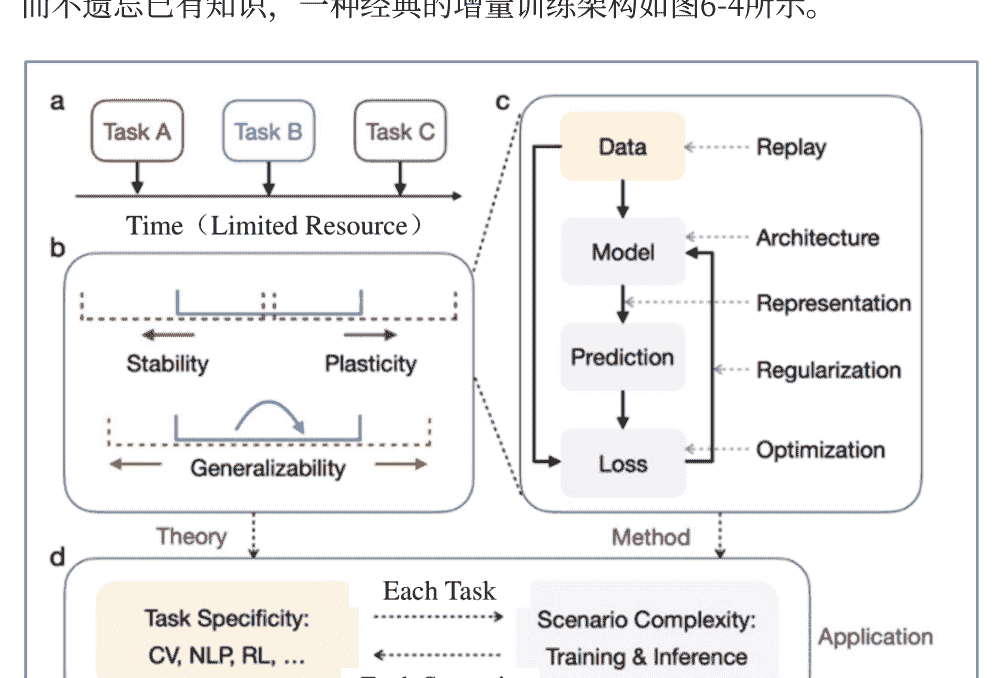 而不遗忘已有知识，一种经典的增量训练架构如图6-4所示。
a
Task A
Task B
Task C
Time（Limited Resource）
b
Stability
Plasticity
Generalizability
c
Data
Replay
Model
Architecture
Representation
Prediction
Regularization
Loss
Optimization
Theory
Method
d
Each Task
Task Specificity:
CV, NLP, RL, ...
Scenario Complexity:
Training & Inference
Application